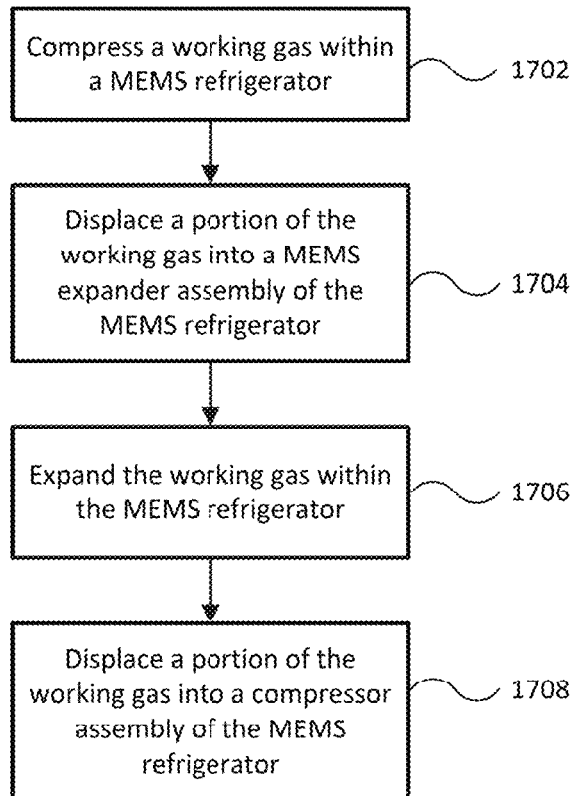 Compress a working gas within
a MEMS refrigerator
1702
Displace a portion of the
working gas into a MEMS
expander assembly of the
MEMS refrigerator
1704
Expand the working gas within
the MEMS refrigerator
1706
Displace a portion of the
working gas into a compressor
assembly of the MEMS
refrigerator
1708